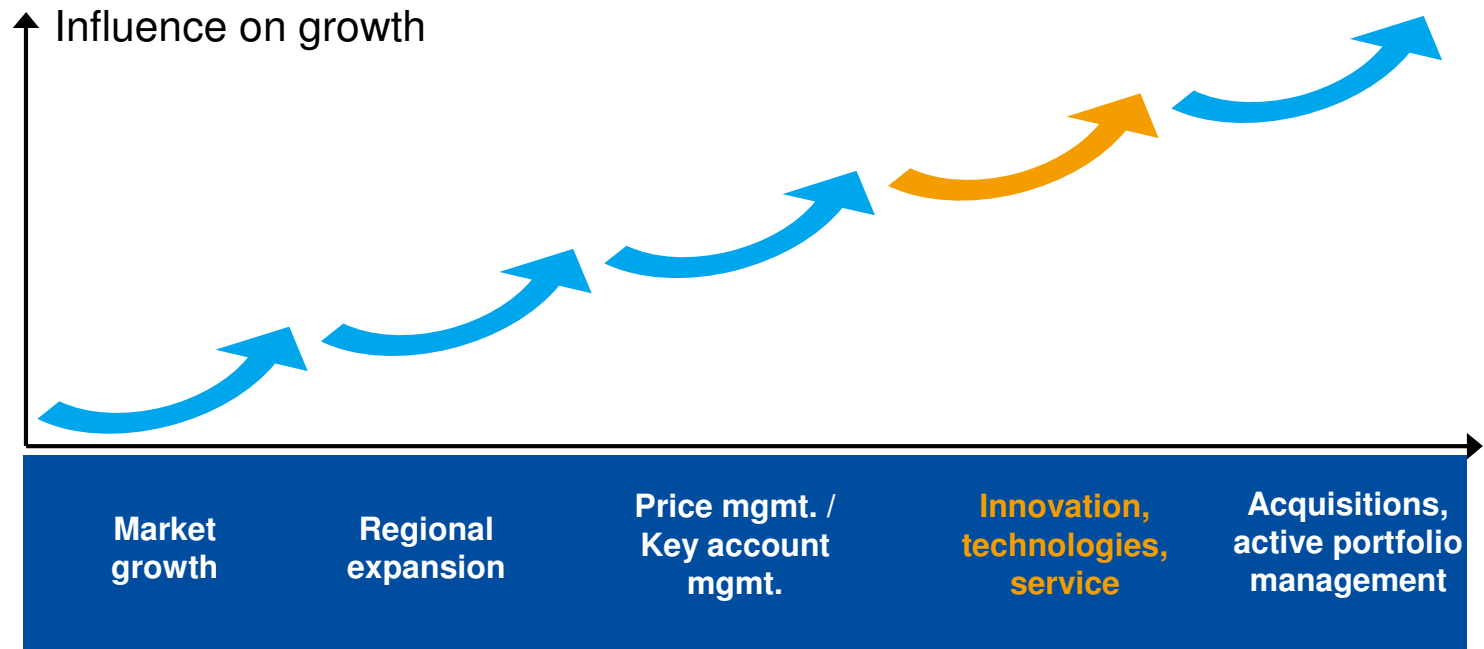 Influence on growth
Market
growth
Regional
expansion
Price mgmt. /
Key account
mgmt.
Innovation,
technologies,
service
Acquisitions,
active portfolio
management